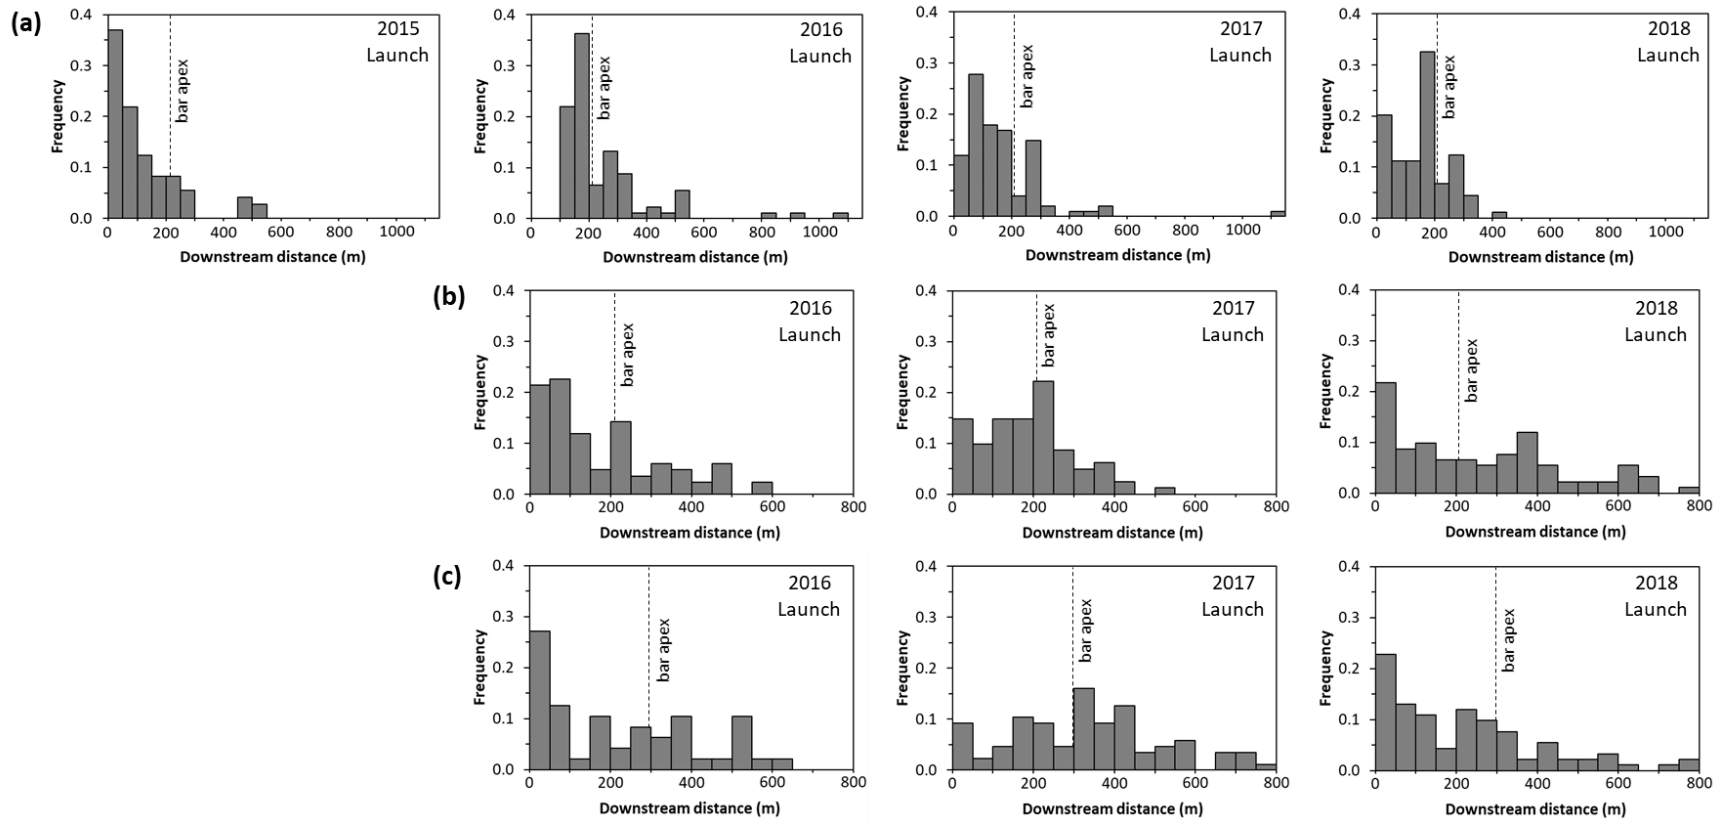 (a)
0.4
0.3
0.2
0.1
0.0
Frequency
bar apex
2015
Launch
0 200 400 600 800 1000
Downstream distance (m)
0.4
0.3
0.2
0.1
0.0
Frequency
bar apex
2016
Launch
0 200 400 600 800 1000
Downstream distance (m)
0.4
0.3
0.2
0.1
0.0
Frequency
bar apex
2017
Launch
0 200 400 600 800 1000
Downstream distance (m)
0.4
0.3
0.2
0.1
0.0
Frequency
bar apex
2018
Launch
0 200 400 600 800 1000
Downstream distance (m)
(b)
0.4
0.3
0.2
0.1
0.0
Frequency
bar apex
2016
Launch
0 200 400 600 800
Downstream distance (m)
0.4
0.3
0.2
0.1
0.0
Frequency
bar apex
2017
Launch
0 200 400 600 800
Downstream distance (m)
0.4
0.3
0.2
0.1
0.0
Frequency
bar apex
2018
Launch
0 200 400 600 800
Downstream distance (m)
(c)
0.4
0.3
0.2
0.1
0.0
Frequency
bar apex
2016
Launch
0 200 400 600 800
Downstream distance (m)
0.4
0.3
0.2
0.1
0.0
Frequency
bar apex
2017
Launch
0 200 400 600 800
Downstream distance (m)
0.4
0.3
0.2
0.1
0.0
Frequency
bar apex
2018
Launch
0 200 400 600 800
Downstream distance (m)